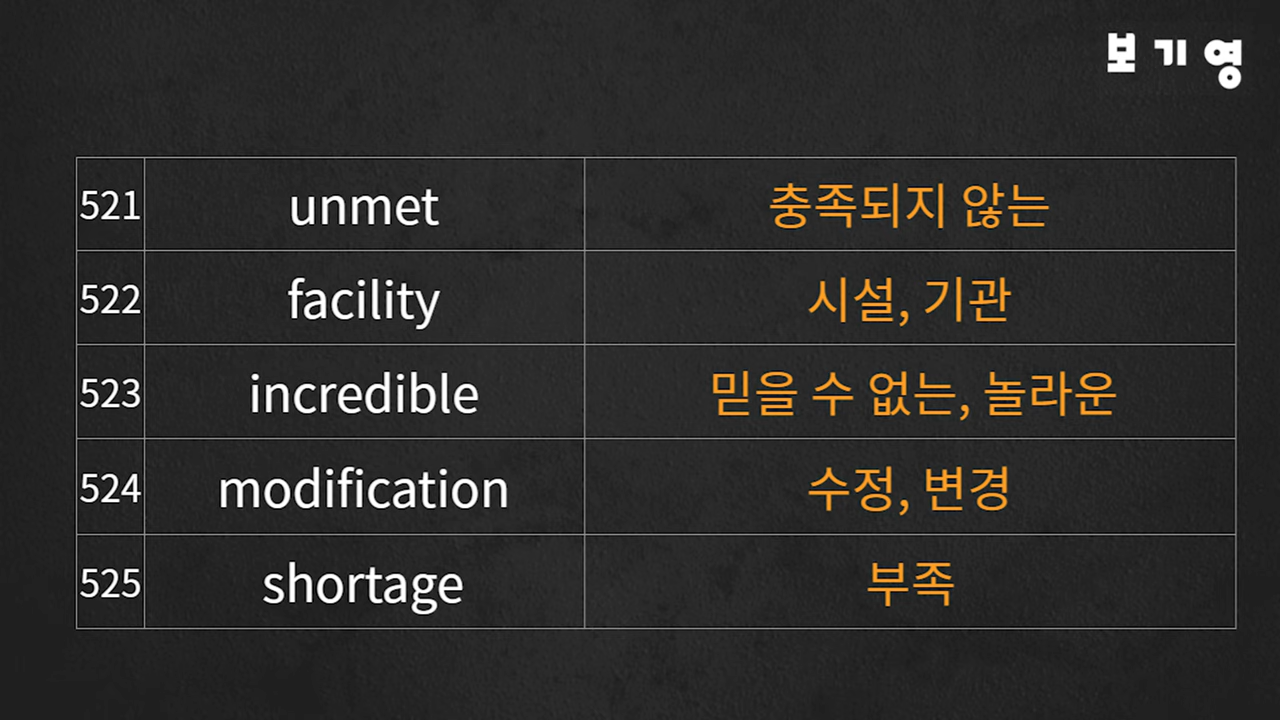 보기영
521 unmet 충족되지 않는
522 facility 시설, 기관
523 incredible 믿을 수 없는, 놀라운
524 modification 수정, 변경
525 shortage 부족